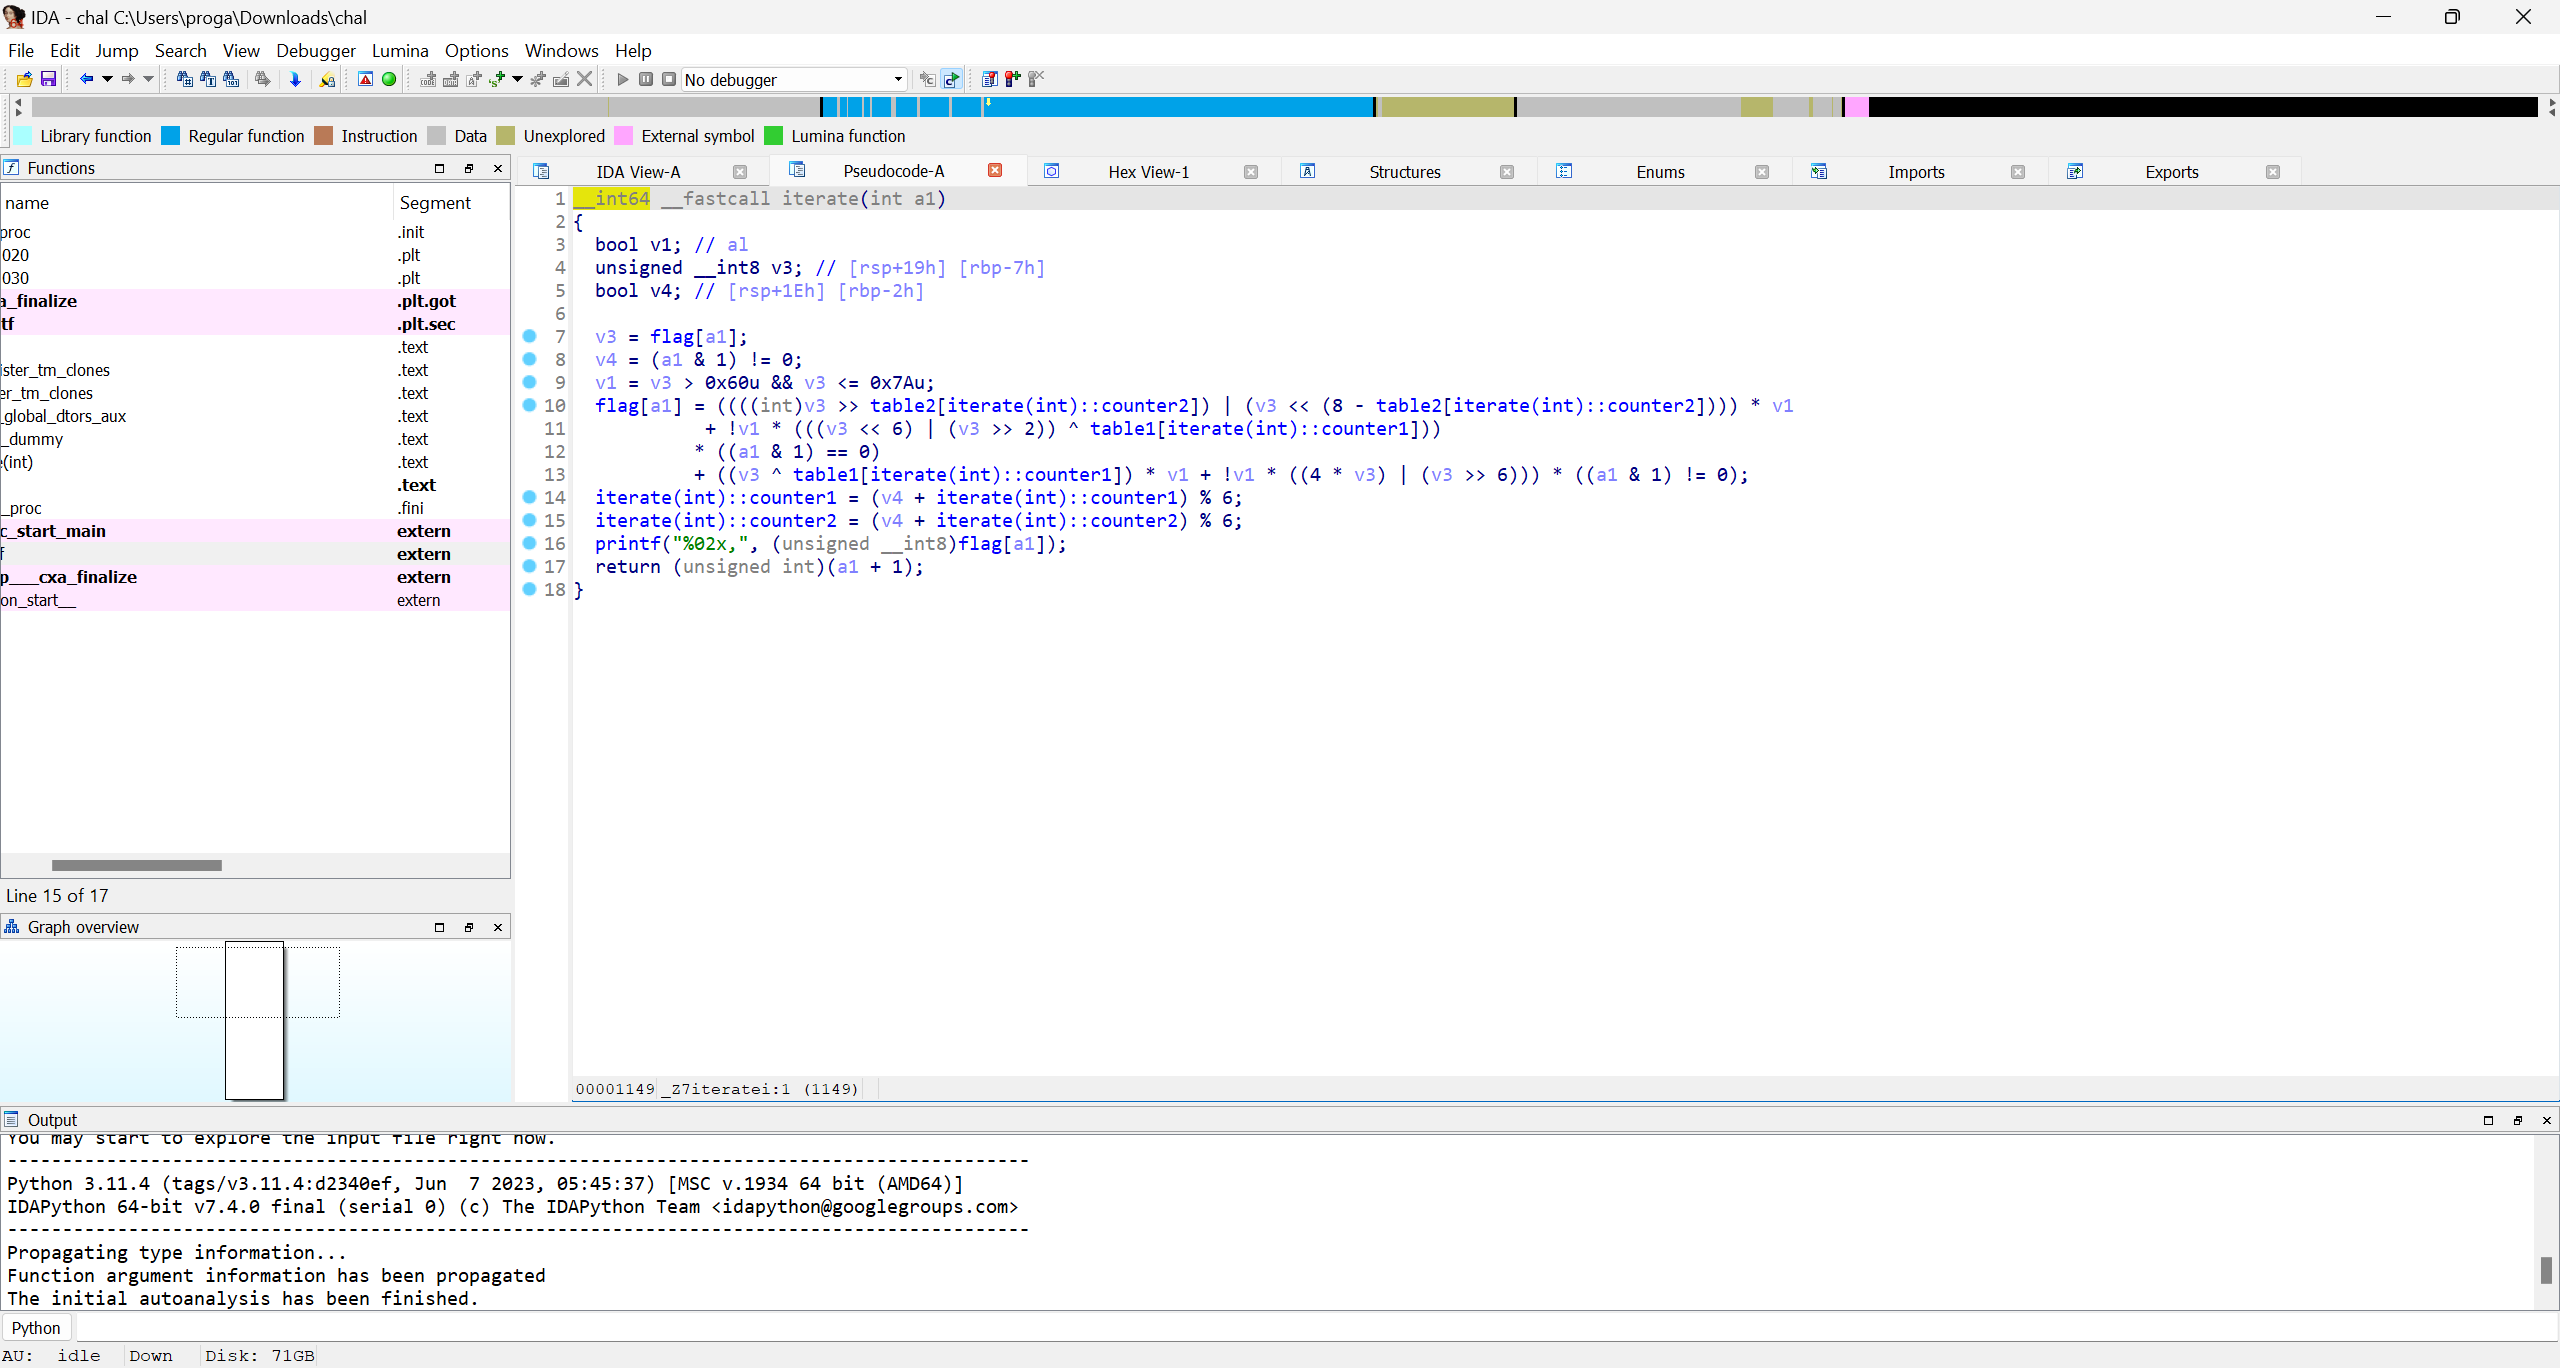 IDA - chal C:\Users\proga\Downloads\chal
File Edit Jump Search View Debugger Lumina Options Windows Help
No debugger
Library function Regular function Instruction Data Unexplored External symbol Lumina function
Functions
IDA View-A Pseudocode-A Hex View-1 Structures Enums Imports Exports
name Segment
proc .init
020 .plt
030 .plt
a_finalize .plt.got
tf .plt.sec
.text
ister_tm_clones .text
er_tm_clones .text
_global_dtors_aux .text
_dummy .text
(int) .text
.text
_proc .fini
c_start_main extern
f extern
p___cxa_finalize extern
on_start__ extern
Line 15 of 17
Graph overview
1 __int64 __fastcall iterate(int a1)
2 {
3 bool v1; // al
4 unsigned __int8 v3; // [rsp+19h] [rbp-7h]
5 bool v4; // [rsp+1Eh] [rbp-2h]
6
7 v3 = flag[a1];
8 v4 = (a1 & 1) != 0;
9 v1 = v3 > 0x60u && v3 <= 0x7Au;
10 flag[a1] = ((((int)v3 >> table2[iterate(int)::counter2]) | (v3 << (8 - table2[iterate(int)::counter2]))) * v1
11 + !v1 * (((v3 << 6) | (v3 >> 2)) ^ table1[iterate(int)::counter1]))
12 * ((a1 & 1) == 0)
13 + ((v3 ^ table1[iterate(int)::counter1]) * v1 + !v1 * ((4 * v3) | (v3 >> 6))) * ((a1 & 1) != 0);
14 iterate(int)::counter1 = (v4 + iterate(int)::counter1) % 6;
15 iterate(int)::counter2 = (v4 + iterate(int)::counter2) % 6;
16 printf("%02x,", (unsigned __int8)flag[a1]);
17 return (unsigned int)(a1 + 1);
18 }
00001149 _Z7iteratei:1 (1149)
Output
You may start to explore the input file right now.
---------------------------------------------------------------------------------------------
Python 3.11.4 (tags/v3.11.4:d2340ef, Jun  7 2023, 05:45:37) [MSC v.1934 64 bit (AMD64)]
IDAPython 64-bit v7.4.0 final (serial 0) (c) The IDAPython Team <idapython@googlegroups.com>
---------------------------------------------------------------------------------------------
Propagating type information...
Function argument information has been propagated
The initial autoanalysis has been finished.
Python
AU: idle Down Disk: 71GB